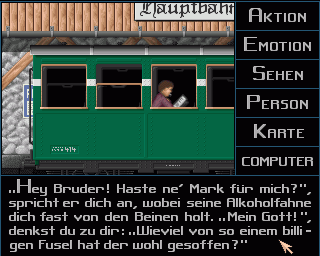 Hauptbahn
AKTION
EMOTION
SEHEN
PERSON
KARTE
COMPUTER
„Hey Bruder! Haste ne' Mark für mich?",
spricht er dich an, wobei seine Alkoholfahne
dich fast von den Beinen holt. „Mein Gott!",
denkst du zu dir: „Wieviel von so einem billi -
gen Fusel hat der wohl gesoffen?"